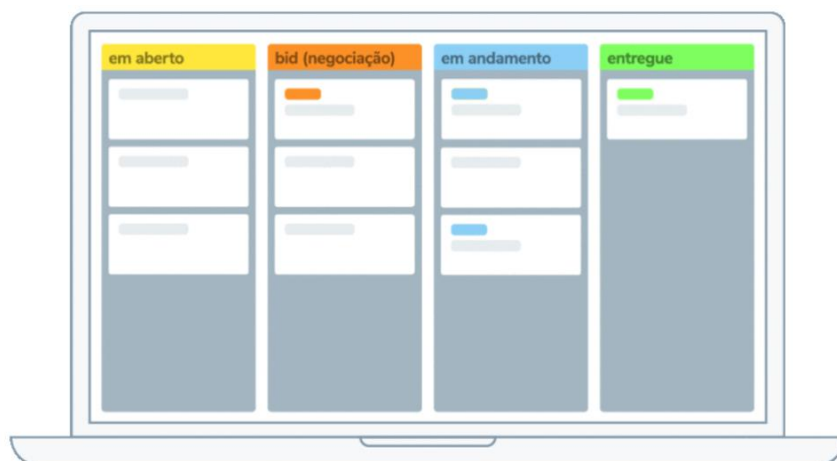 em aberto
bid (negociação)
em andamento
entregue